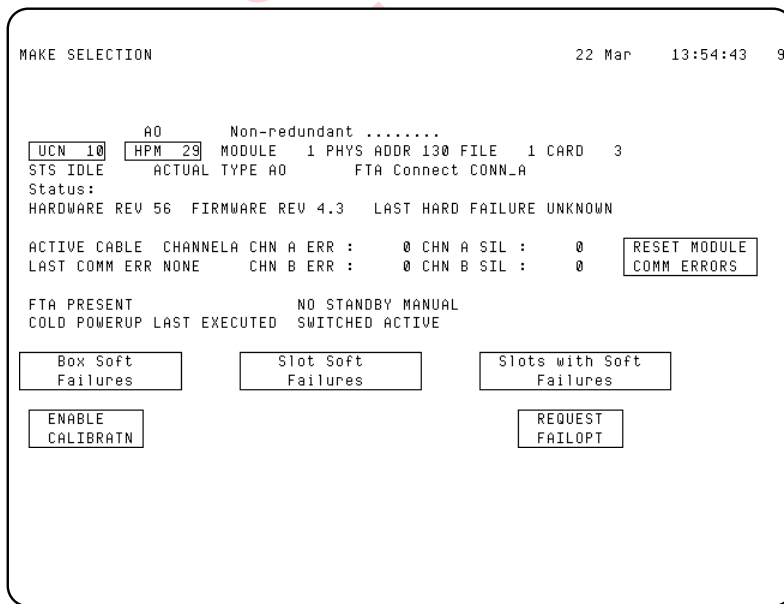 MAKE SELECTION 22 Mar 13:54:43 9
AO Non-redundant ........
UCN 10 HPM 29 MODULE 1 PHYS ADDR 130 FILE 1 CARD 3
STS IDLE ACTUAL TYPE AO FTA Connect CONN_A
Status:
HARDWARE REV 56 FIRMWARE REV 4.3 LAST HARD FAILURE UNKNOWN
ACTIVE CABLE CHANNELA CHN A ERR : 0 CHN A SIL : 0 RESET MODULE
LAST COMM ERR NONE CHN B ERR : 0 CHN B SIL : 0 COMM ERRORS
FTA PRESENT NO STANDBY MANUAL
COLD POWERUP LAST EXECUTED SWITCHED ACTIVE
Box Soft Slot Soft Slots with Soft
Failures Failures Failures
ENABLE REQUEST
CALIBRATN FAILOPT